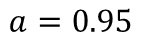 a = 0.95